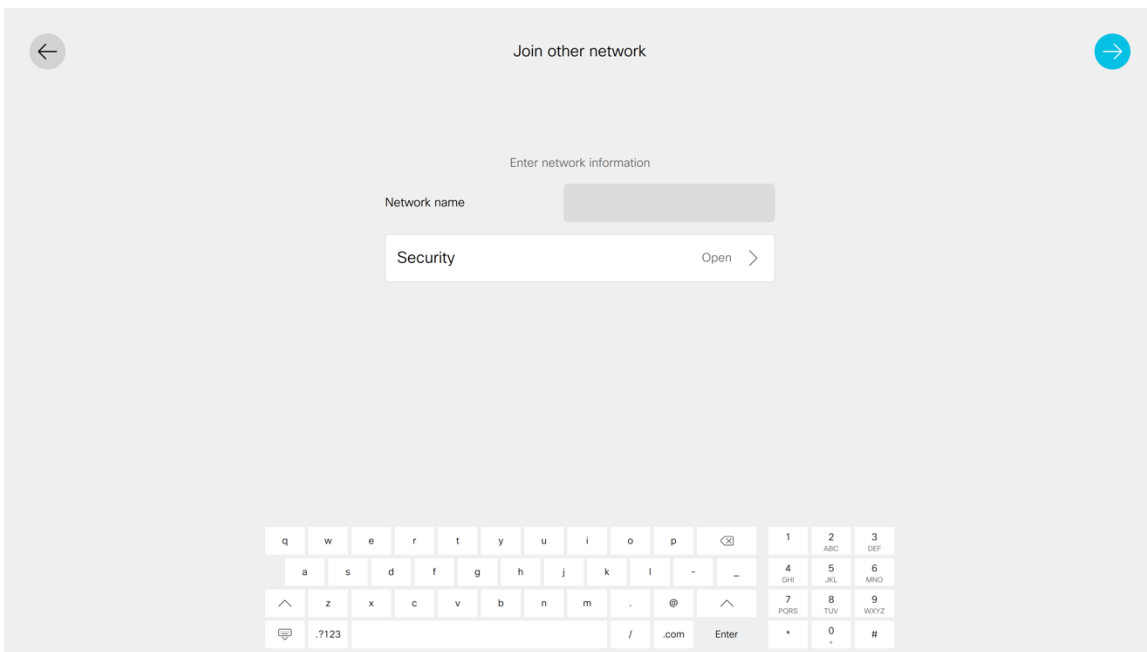 Join other network
Enter network information
Network name
Security Open
q w e r t y u i o p 1 2 ABC 3 DEF
a s d f g h j k l - _ 4 GHI 5 JKL 6 MNO
z x c v b n m . @ 7 PQRS 8 TUV 9 WXYZ
.?123 / .com Enter * 0 + #